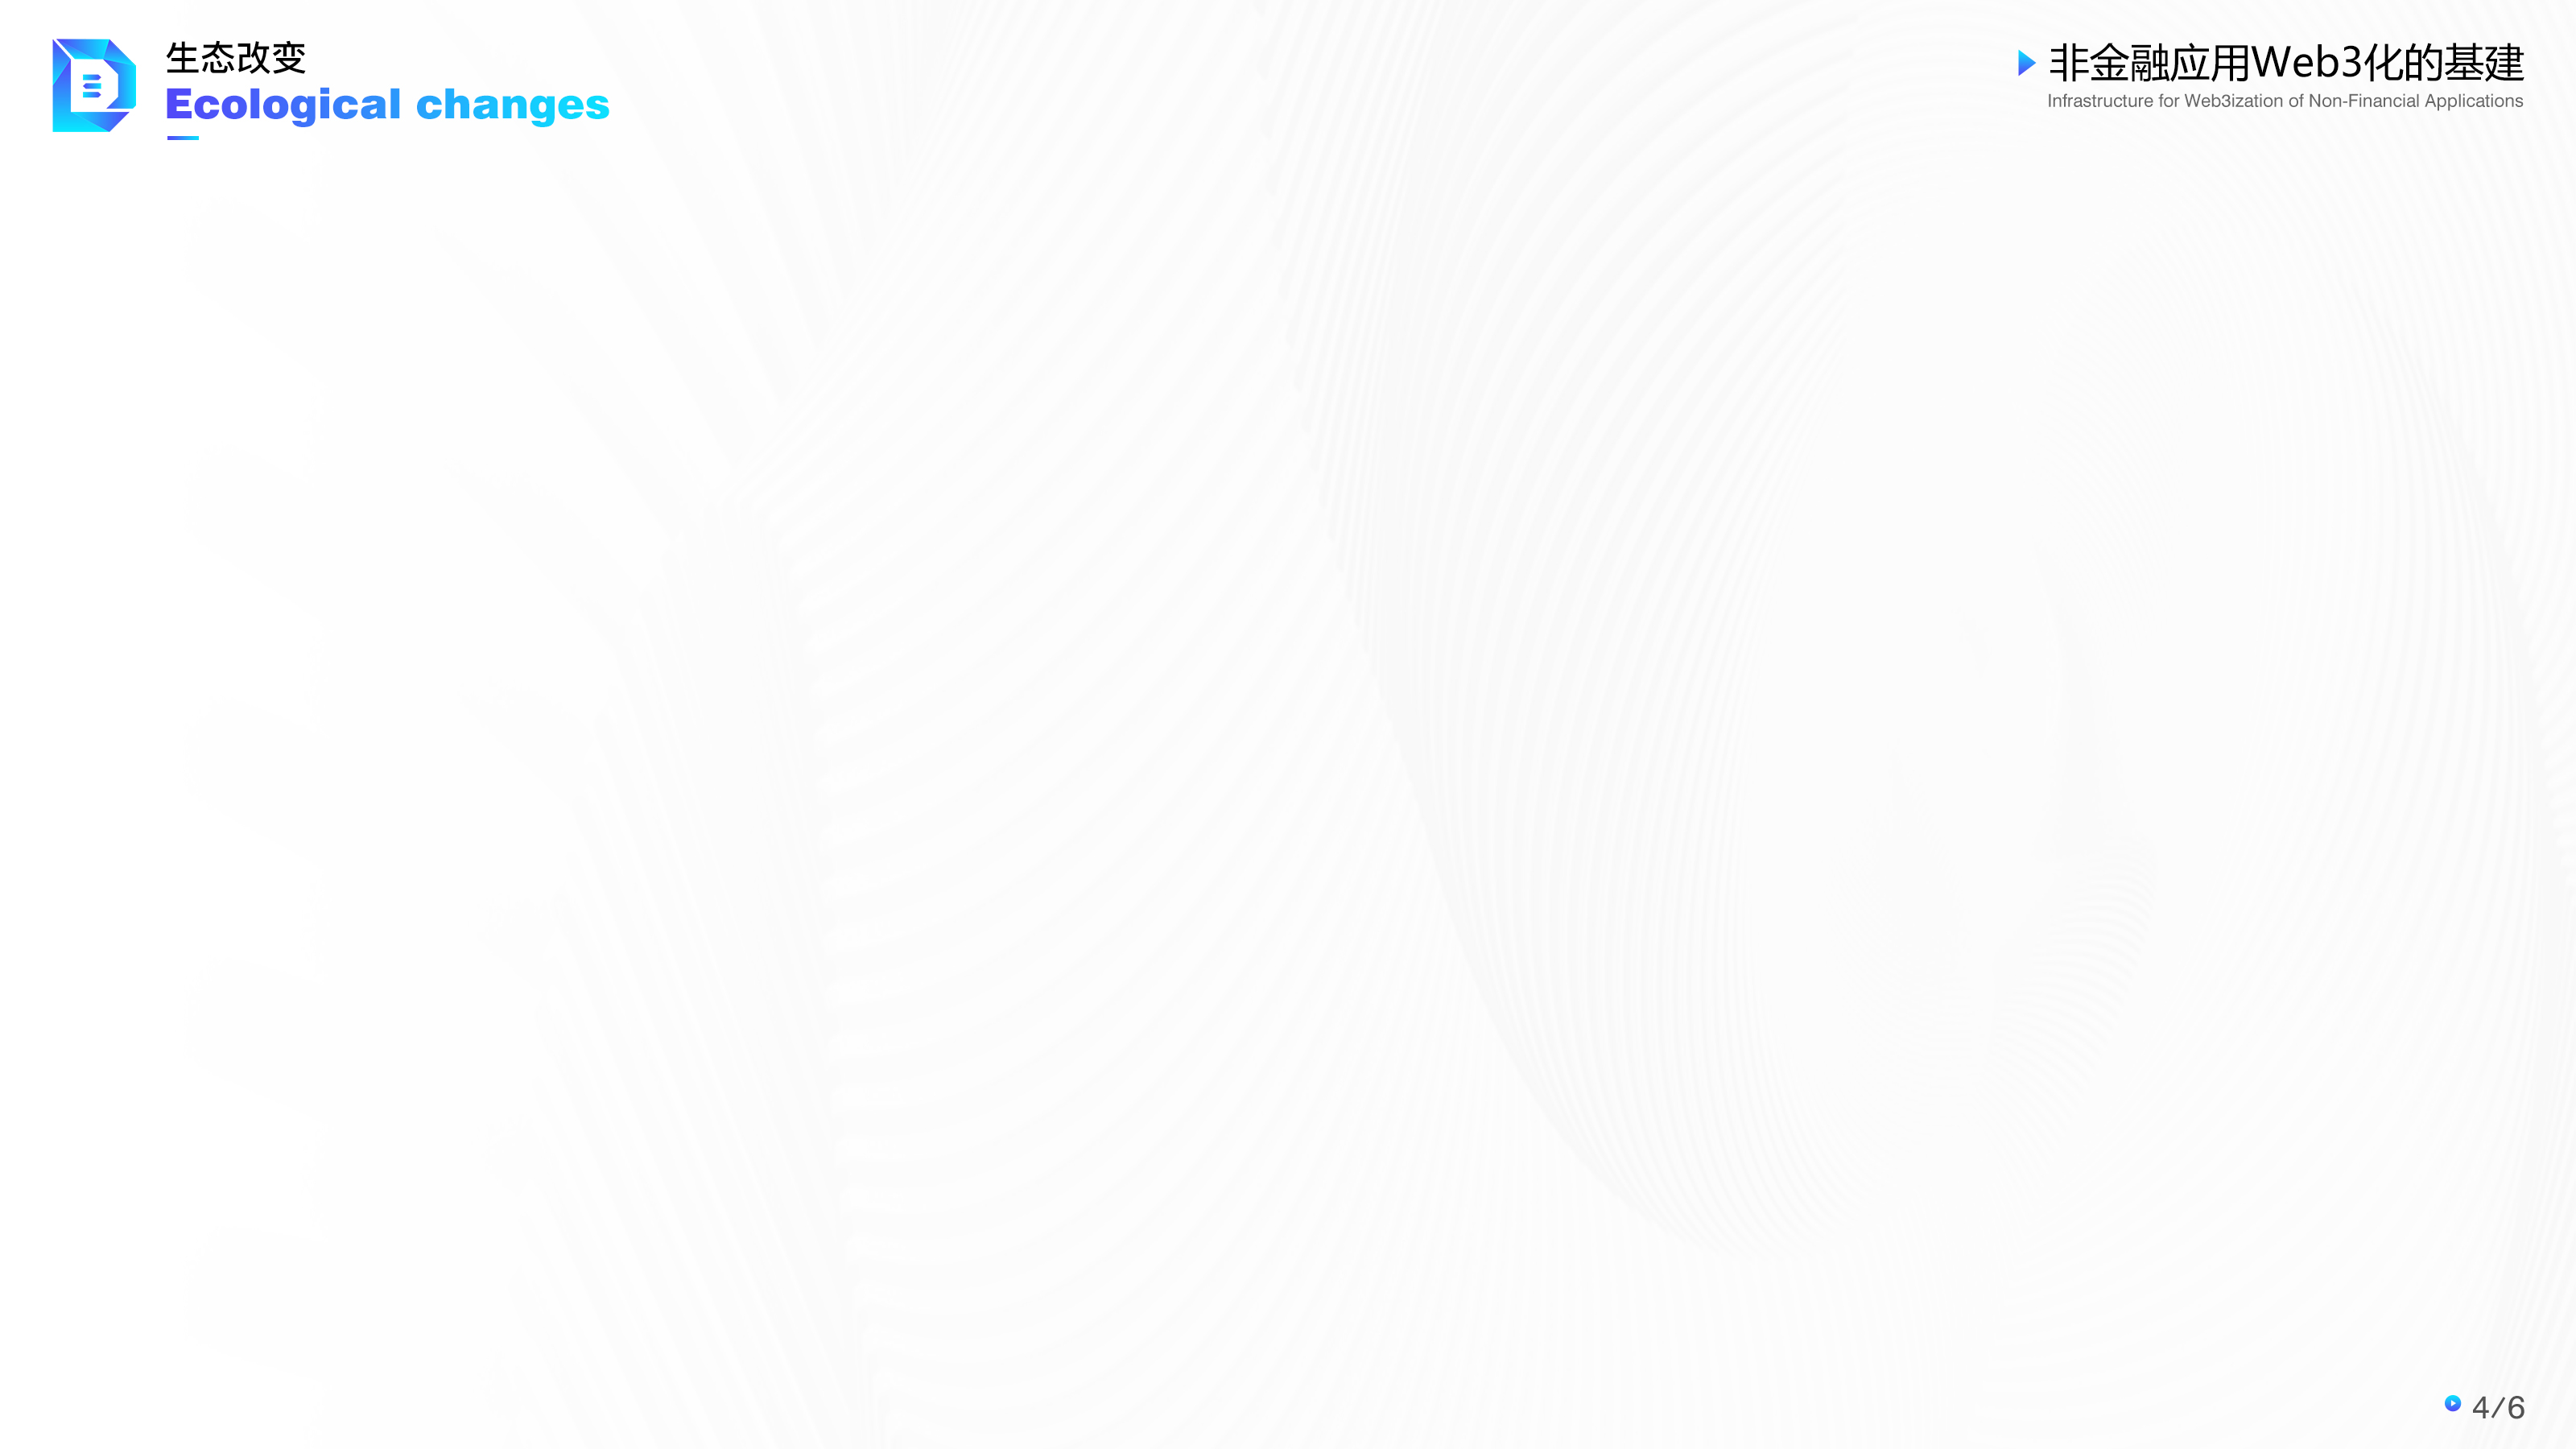 生态改变
Ecological changes
非金融应用Web3化的基建
Infrastructure for Web3ization of Non-Financial Applications
4/6